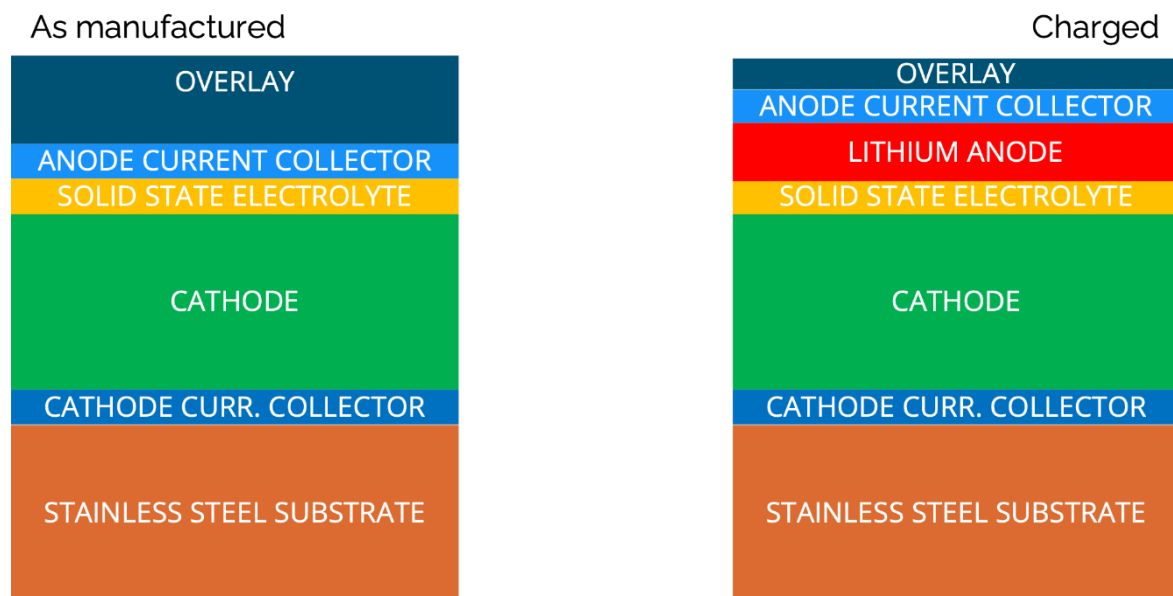 As manufactured
OVERLAY
ANODE CURRENT COLLECTOR
SOLID STATE ELECTROLYTE
CATHODE
CATHODE CURR. COLLECTOR
STAINLESS STEEL SUBSTRATE
Charged
OVERLAY
ANODE CURRENT COLLECTOR
LITHIUM ANODE
SOLID STATE ELECTROLYTE
CATHODE
CATHODE CURR. COLLECTOR
STAINLESS STEEL SUBSTRATE